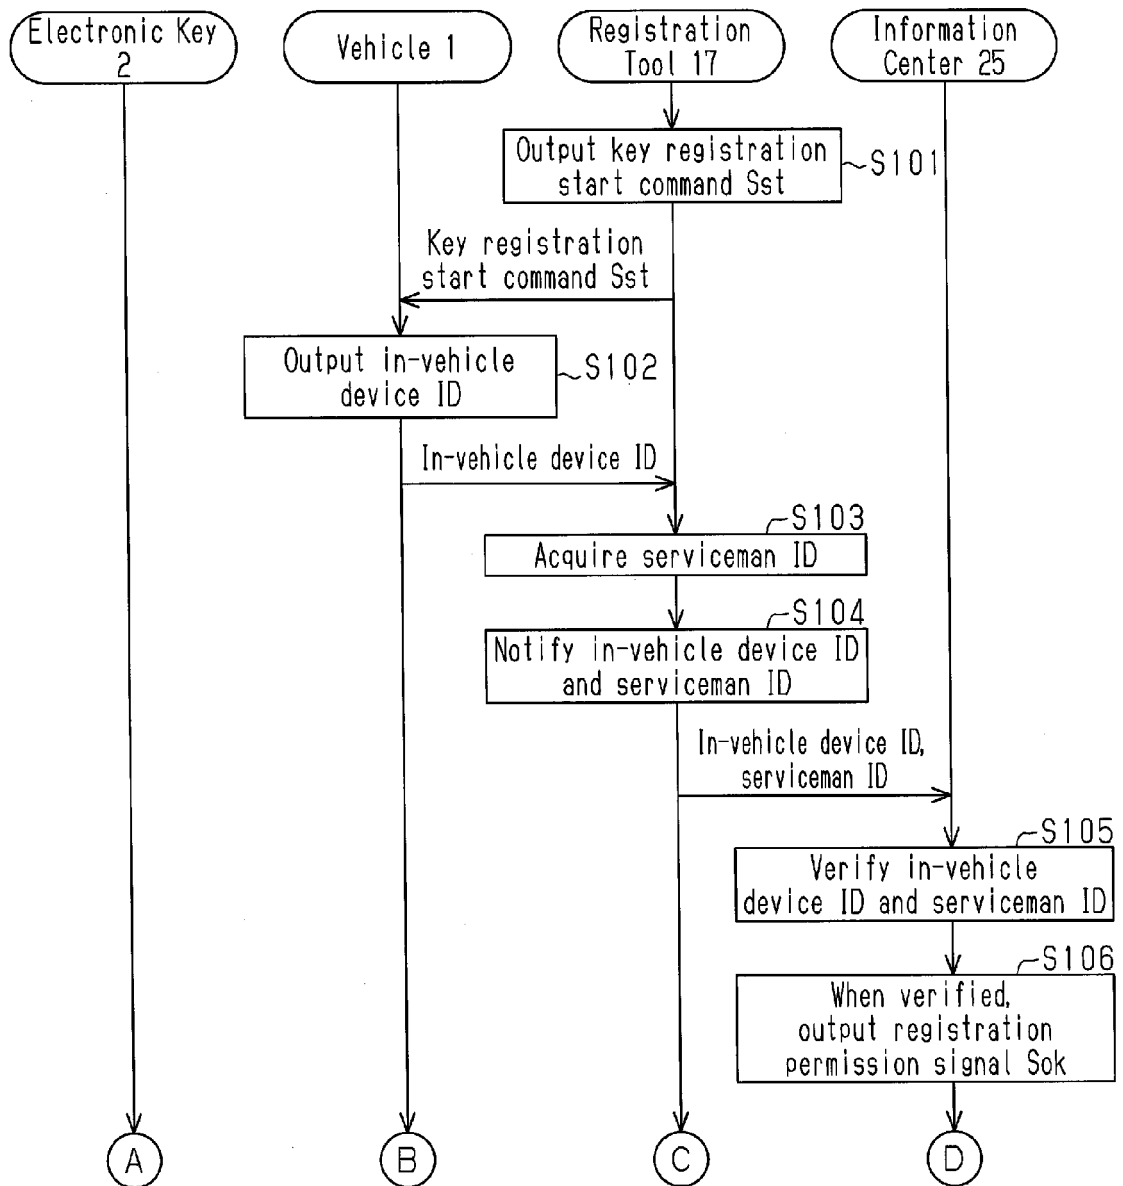 Electronic Key
2
Vehicle 1
Registration
Tool 17
Information
Center 25
Output key registration
start command Sst
S101
Key registration
start command Sst
Output in-vehicle
device ID
S102
In-vehicle device ID
S103
Acquire serviceman ID
S104
Notify in-vehicle device ID
and serviceman ID
In-vehicle device ID,
serviceman ID
S105
Verify in-vehicle
device ID and serviceman ID
S106
When verified,
output registration
permission signal Sok
A
B
C
D